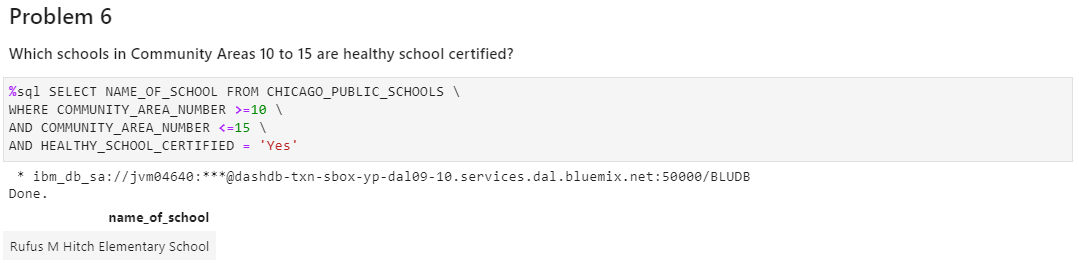 Problem 6
Which schools in Community Areas 10 to 15 are healthy school certified?
%sql SELECT NAME_OF_SCHOOL FROM CHICAGO_PUBLIC_SCHOOLS \
WHERE COMMUNITY_AREA_NUMBER >=10 \
AND COMMUNITY_AREA_NUMBER <=15 \
AND HEALTHY_SCHOOL_CERTIFIED = 'Yes'
* ibm_db_sa://jvm04640:***@dashdb-txn-sbox-yp-dal09-10.services.dal.bluemix.net:50000/BLUDB
Done.
name_of_school
Rufus M Hitch Elementary School